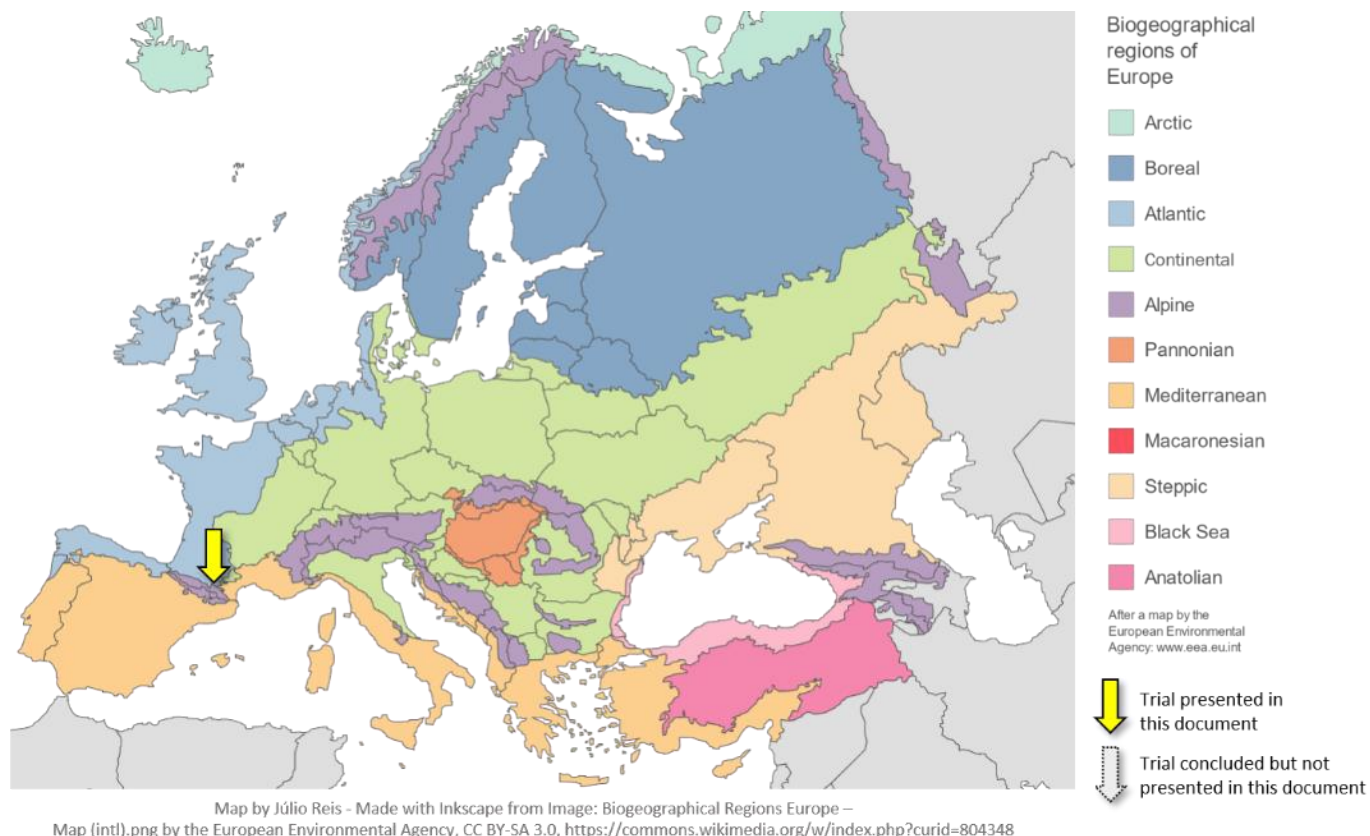 Biogeographical
regions of
Europe
Arctic
Boreal
Atlantic
Continental
Alpine
Pannonian
Mediterranean
Macaronesian
Steppic
Black Sea
Anatolian
After a map by the
European Environmental
Agency: www.eea.eu.int
Trial presented in
this document
Trial concluded but not
presented in this document
Map by Júlio Reis - Made with Inkscape from Image: Biogeographical Regions Europe –
Map (intl).png by the European Environmental Agency, CC BY-SA 3.0, https://commons.wikimedia.org/w/index.php?curid=804348